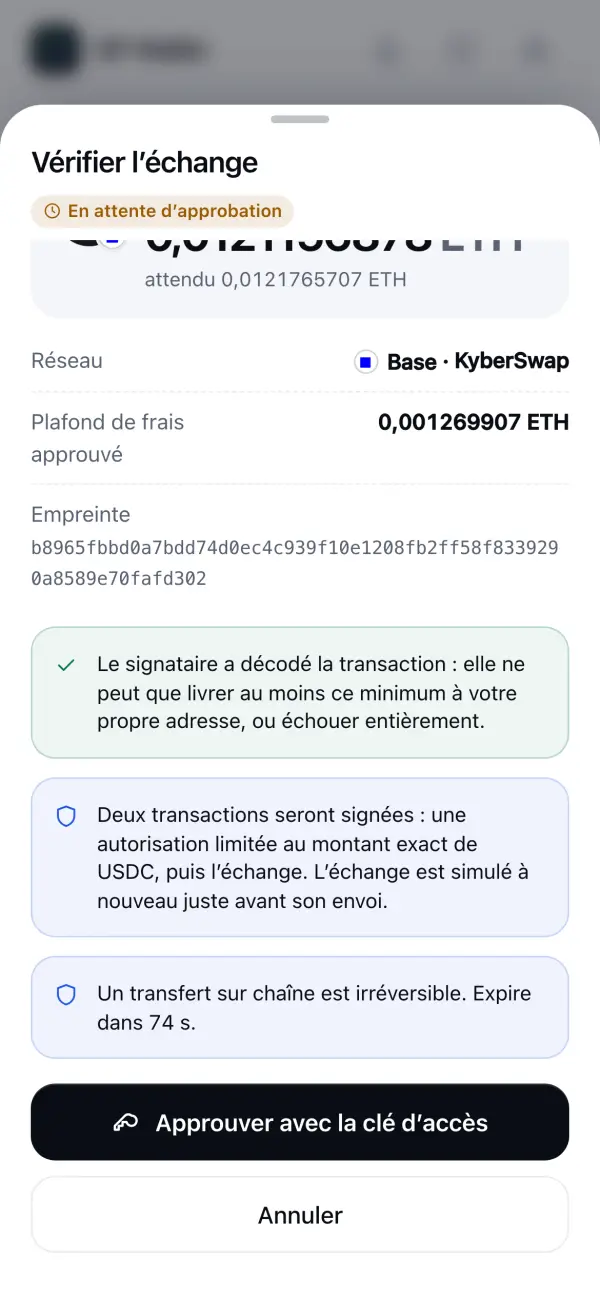 Vérifier l’échange
En attente d’approbation
attendu 0,0121765707 ETH
Réseau
Base · KyberSwap
Plafond de frais
approuvé
0,001269907 ETH
Empreinte
b8965fbbd0a7bdd74d0ec4c939f10e1208fb2ff58f833929
0a8589e70fafd302
Le signataire a décodé la transaction : elle ne
peut que livrer au moins ce minimum à votre
propre adresse, ou échouer entièrement.
Deux transactions seront signées : une
autorisation limitée au montant exact de
USDC, puis l’échange. L’échange est simulé à
nouveau juste avant son envoi.
Un transfert sur chaîne est irréversible. Expire
dans 74 s.
Approuver avec la clé d’accès
Annuler